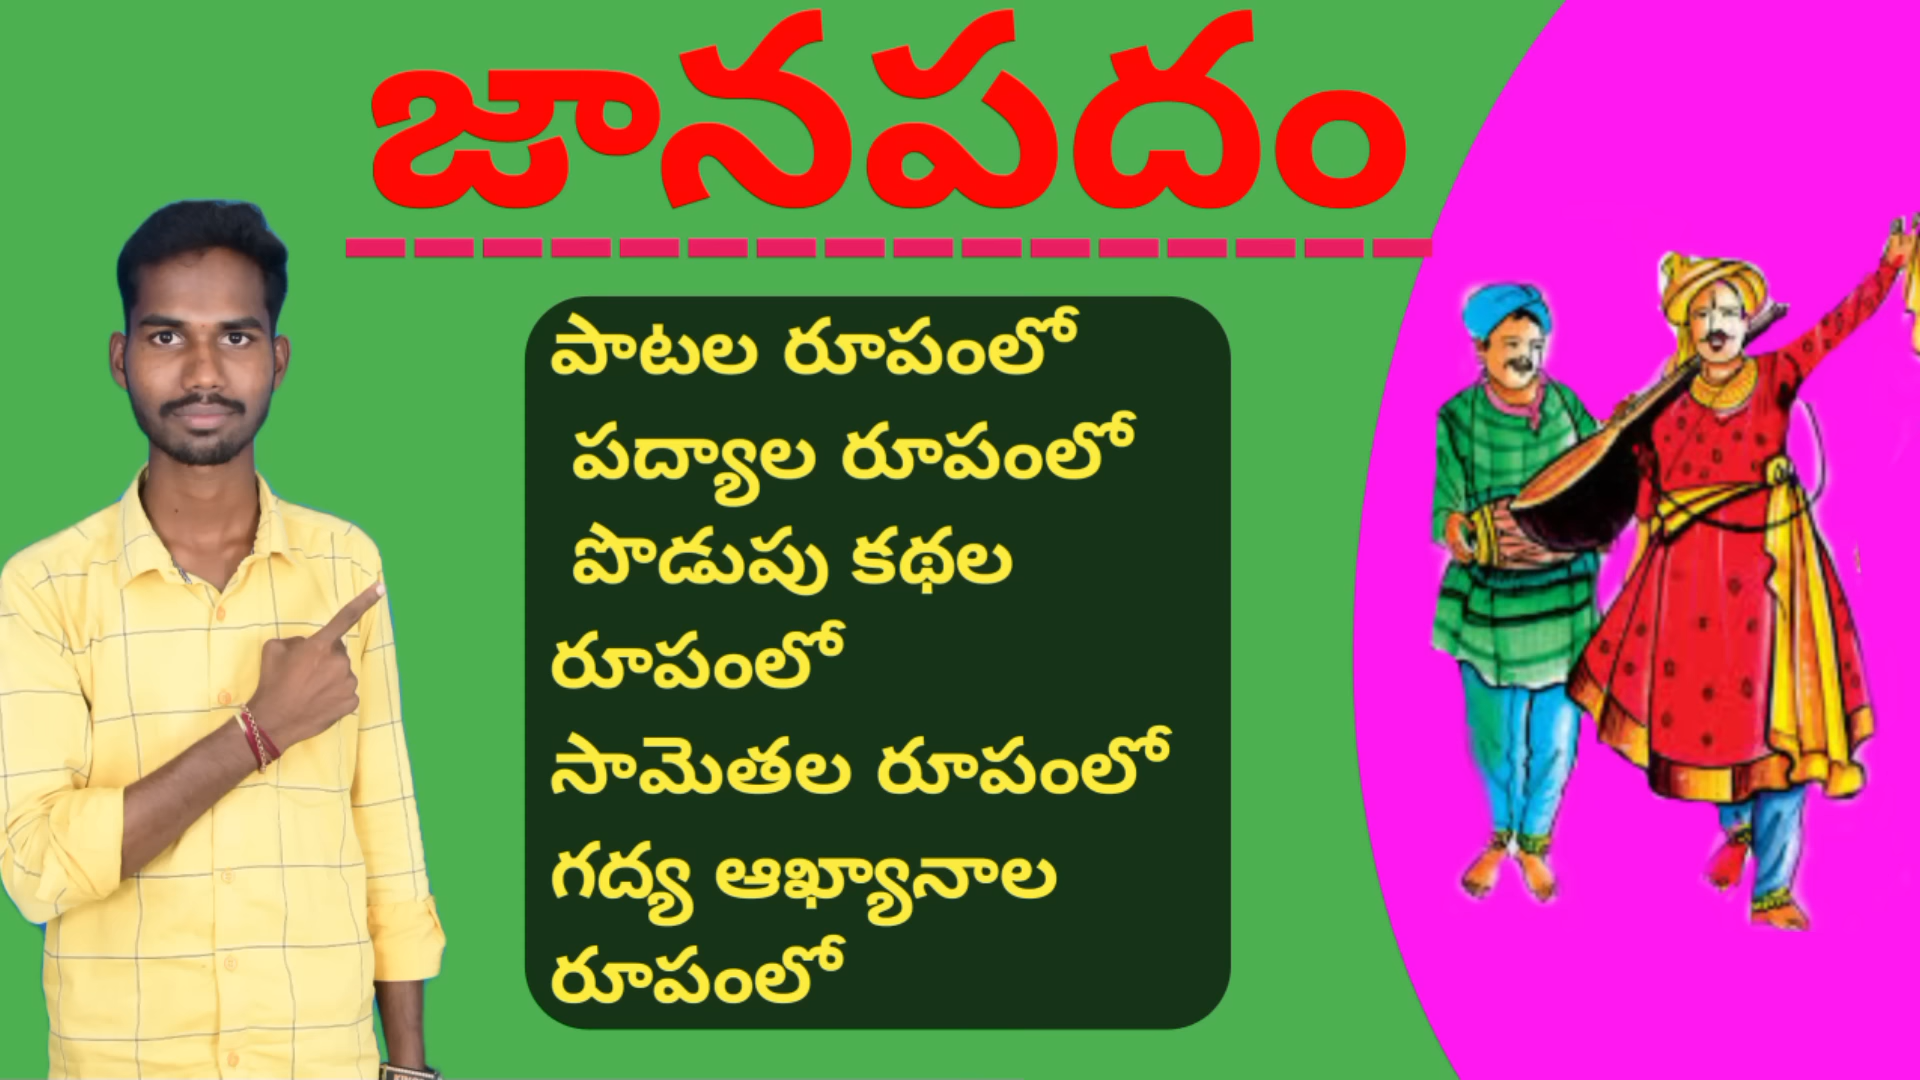 జానపదం
పాటల రూపంలో
పద్యాల రూపంలో
పొడుపు కథల
రూపంలో
సామెతల రూపంలో
గద్య ఆఖ్యానాల
రూపంలో